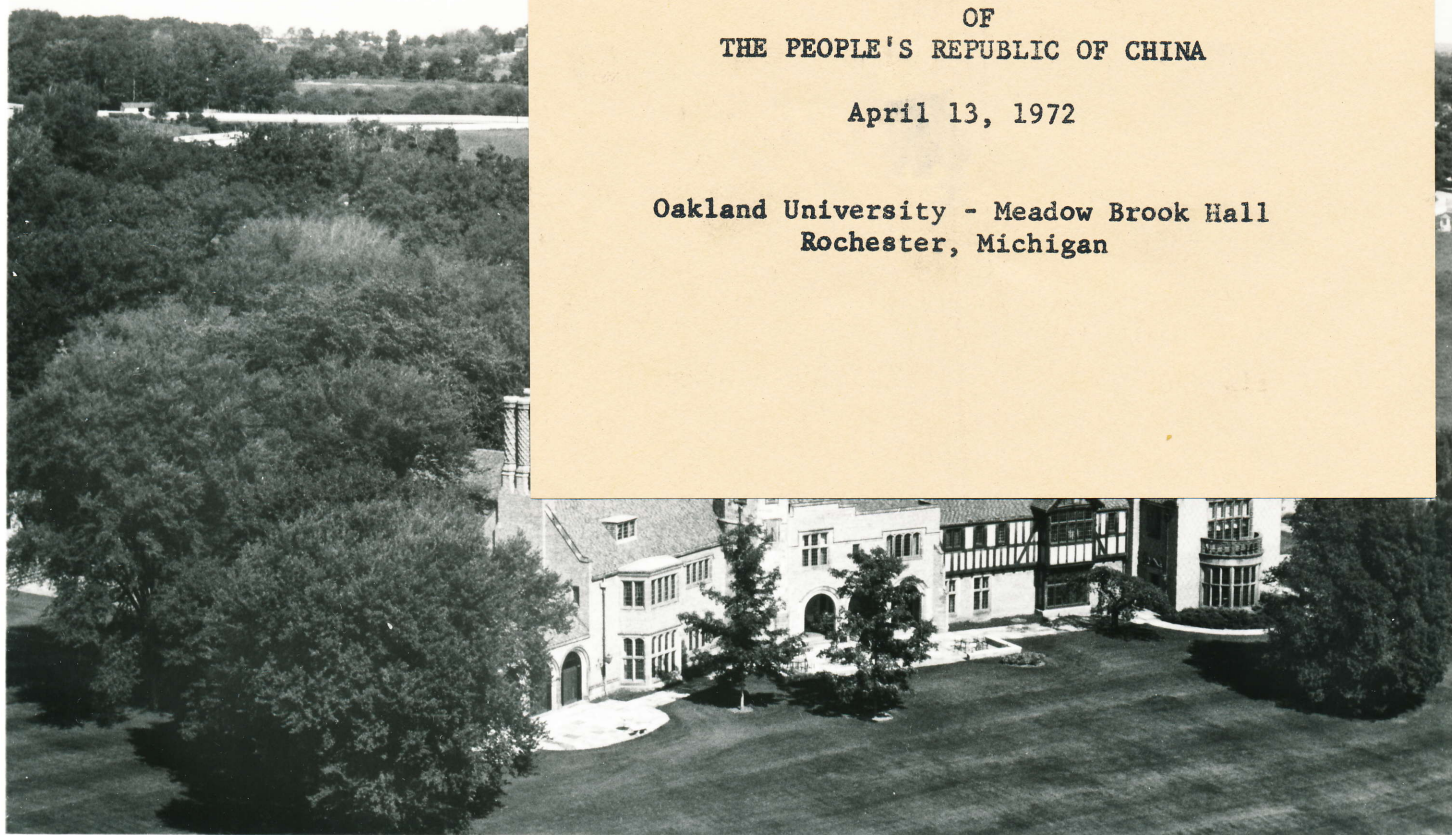 OF
THE PEOPLE'S REPUBLIC OF CHINA
April 13, 1972
Oakland University - Meadow Brook Hall
Rochester, Michigan